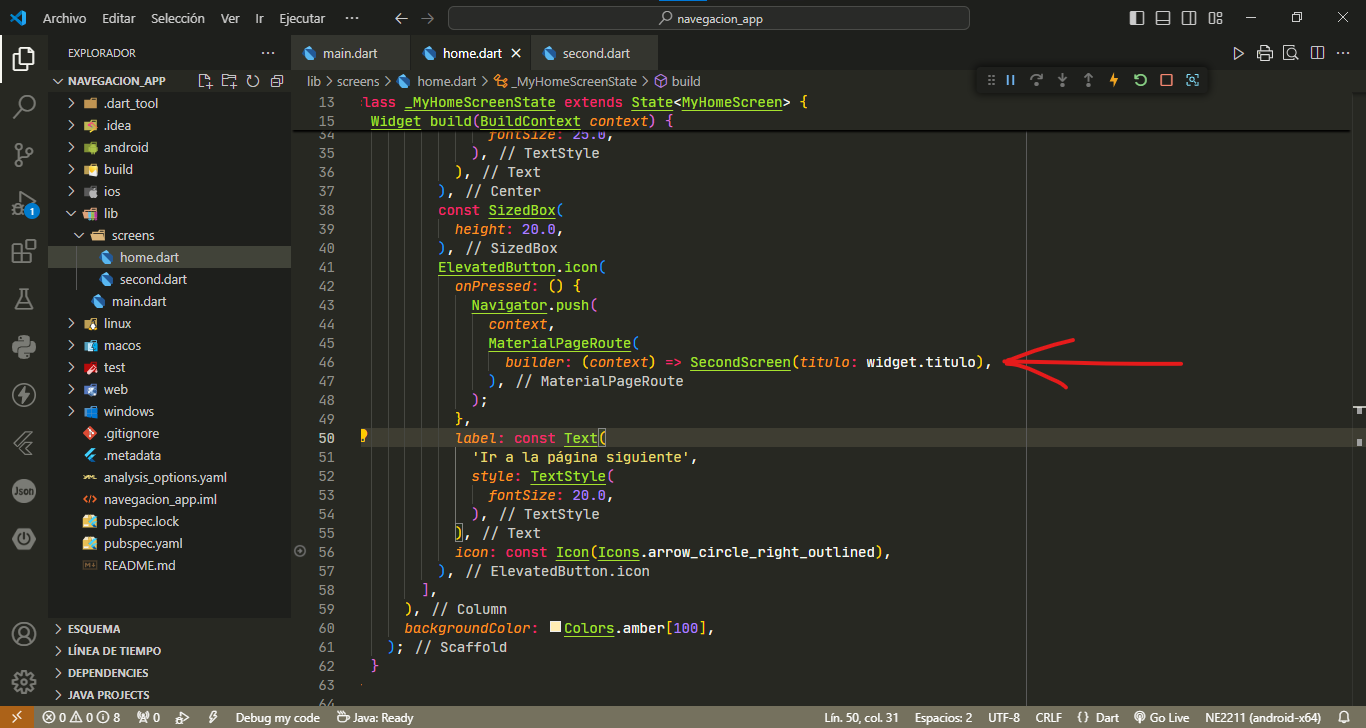 Archivo Editar Selección Ver Ir Ejecutar ··· navegacion_app
EXPLORADOR ···
main.dart home.dart second.dart
NAVEGACION_APP
lib > screens > home.dart > _MyHomeScreenState > build
.dart_tool
.idea
android
build
ios
lib
screens
home.dart
second.dart
main.dart
linux
macos
test
web
windows
.gitignore
.metadata
analysis_options.yaml
navegacion_app.iml
pubspec.lock
pubspec.yaml
README.md
ESQUEMA
LÍNEA DE TIEMPO
DEPENDENCIES
JAVA PROJECTS
1
Json
13 lass _MyHomeScreenState extends State<MyHomeScreen> {
15 Widget build(BuildContext context) {
34 fontSize: 25.0,
35 ), // TextStyle
36 ), // Text
37 ), // Center
38 const SizedBox(
39 height: 20.0,
40 ), // SizedBox
41 ElevatedButton.icon(
42 onPressed: () {
43 Navigator.push(
44 context,
45 MaterialPageRoute(
46 builder: (context) => SecondScreen(titulo: widget.titulo),
47 ), // MaterialPageRoute
48 );
49 },
50 label: const Text(
51 'Ir a la página siguiente',
52 style: TextStyle(
53 fontSize: 20.0,
54 ), // TextStyle
55 ), // Text
56 icon: const Icon(Icons.arrow_circle_right_outlined),
57 ), // ElevatedButton.icon
58 ],
59 ), // Column
60 backgroundColor: Colors.amber[100],
61 ); // Scaffold
62 }
63
64
0 0 8 0 Debug my code Java: Ready Lín. 50, col. 31 Espacios: 2 UTF-8 CRLF {} Dart Go Live NE2211 (android-x64)